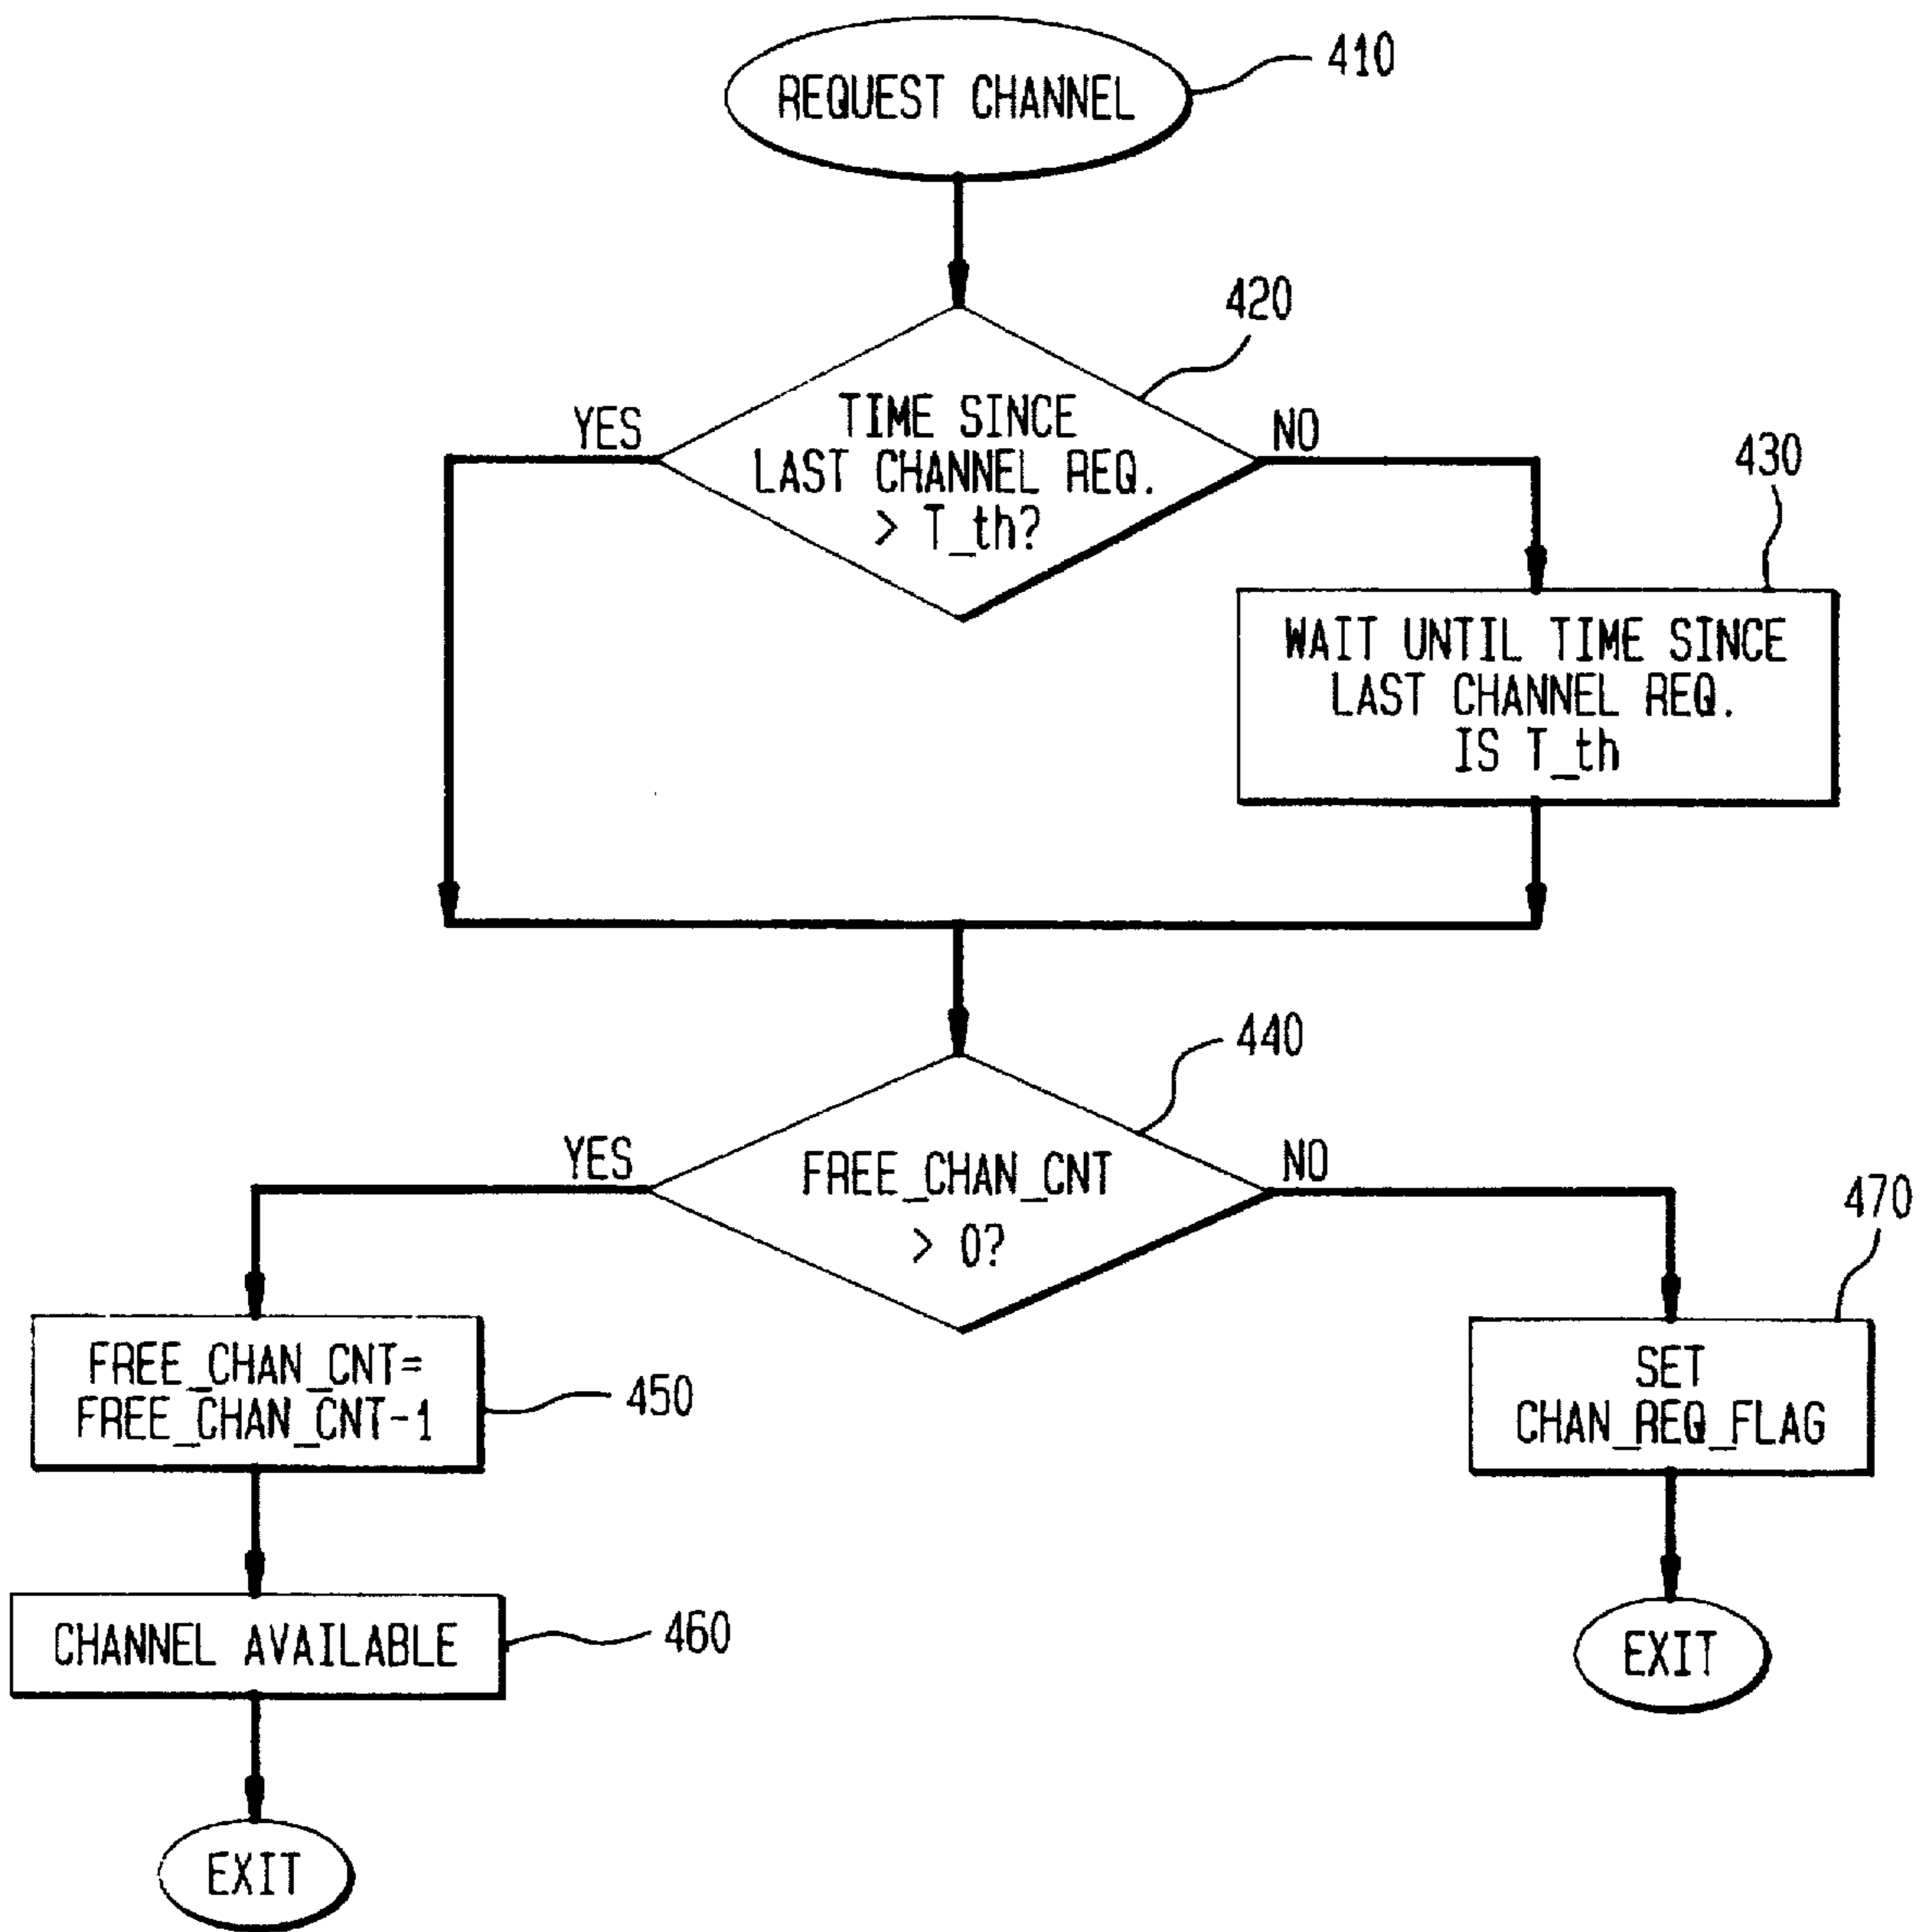 REQUEST CHANNEL
410
420
TIME SINCE
LAST CHANNEL REQ.
> T_th?
YES
NO
430
WAIT UNTIL TIME SINCE
LAST CHANNEL REQ.
IS T_th
440
FREE_CHAN_CNT
> 0?
YES
NO
470
FREE_CHAN_CNT=
FREE_CHAN_CNT-1
450
SET
CHAN_REQ_FLAG
CHANNEL AVAILABLE
460
EXIT
EXIT